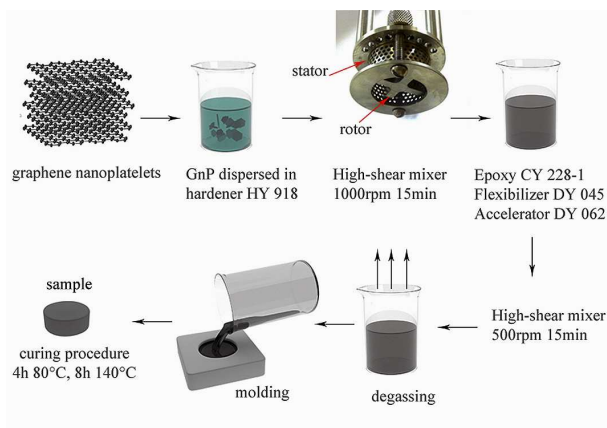 stator
rotor
graphene nanoplatelets
GnP dispersed in
hardener HY 918
High-shear mixer
1000rpm 15min
Epoxy CY 228-1
Flexibilizer DY 045
Accelerator DY 062
High-shear mixer
500rpm 15min
degassing
molding
sample
curing procedure
4h 80°C, 8h 140°C